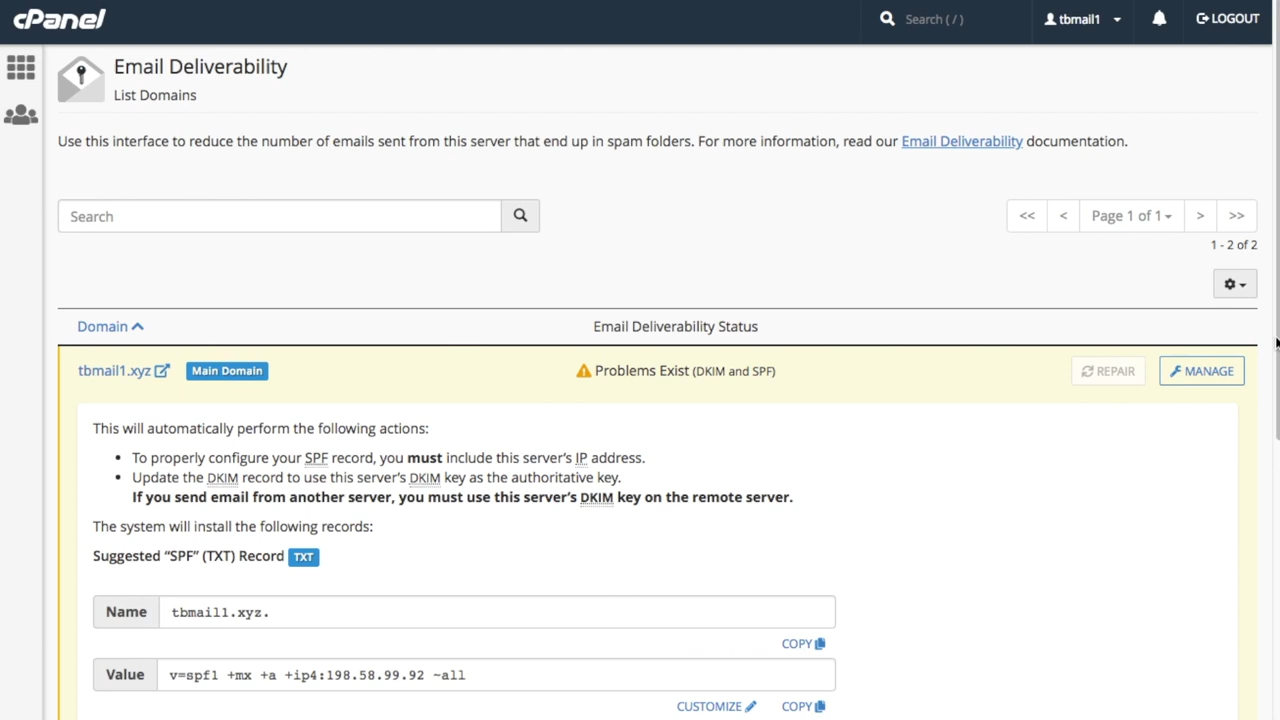 cPanel
Search ( / )
tbmail1
LOGOUT
Email Deliverability
List Domains
Use this interface to reduce the number of emails sent from this server that end up in spam folders. For more information, read our Email Deliverability documentation.
Search
<< < Page 1 of 1 > >>
1 - 2 of 2
Domain Email Deliverability Status
tbmail1.xyz Main Domain Problems Exist (DKIM and SPF) REPAIR MANAGE
This will automatically perform the following actions:
• To properly configure your SPF record, you must include this server's IP address.
• Update the DKIM record to use this server's DKIM key as the authoritative key.
If you send email from another server, you must use this server's DKIM key on the remote server.
The system will install the following records:
Suggested “SPF” (TXT) Record TXT
Name tbmail1.xyz.
COPY
Value v=spf1 +mx +a +ip4:198.58.99.92 ~all
CUSTOMIZE COPY